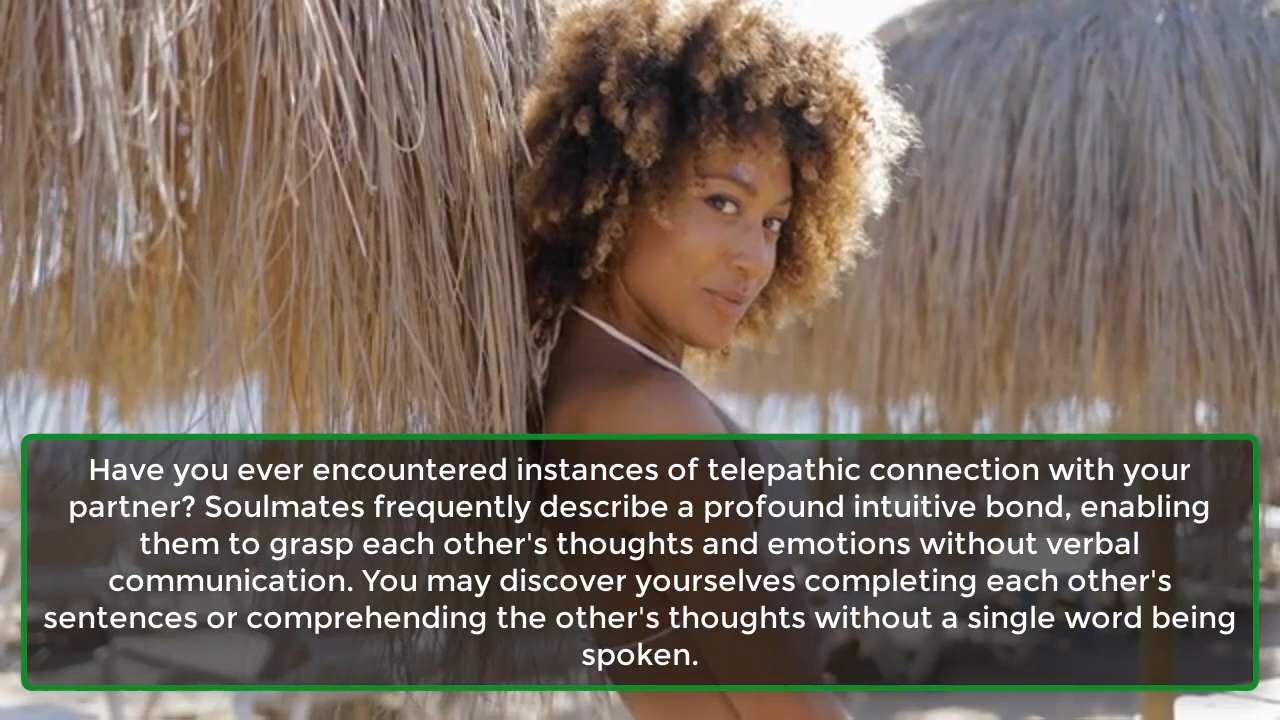 Have you ever encountered instances of telepathic connection with your
partner? Soulmates frequently describe a profound intuitive bond, enabling
them to grasp each other's thoughts and emotions without verbal
communication. You may discover yourselves completing each other's
sentences or comprehending the other's thoughts without a single word being
spoken.